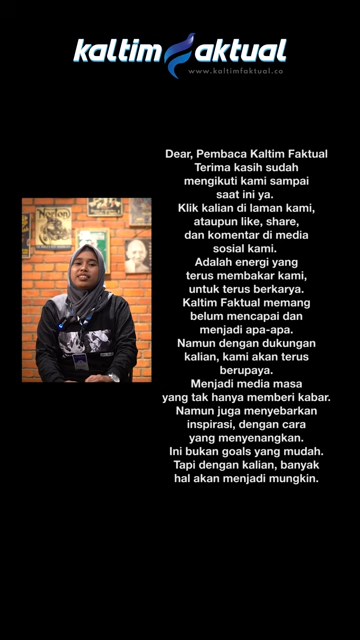 kaltim faktual
www.kaltimfaktual.co
Dear, Pembaca Kaltim Faktual
Terima kasih sudah
mengikuti kami sampai
saat ini ya.
Klik kalian di laman kami,
ataupun like, share,
dan komentar di media
sosial kami.
Adalah energi yang
terus membakar kami,
untuk terus berkarya.
Kaltim Faktual memang
belum mencapai dan
menjadi apa-apa.
Namun dengan dukungan
kalian, kami akan terus
berupaya.
Menjadi media masa
yang tak hanya memberi kabar.
Namun juga menyebarkan
inspirasi, dengan cara
yang menyenangkan.
Ini bukan goals yang mudah.
Tapi dengan kalian, banyak
hal akan menjadi mungkin.
Norton